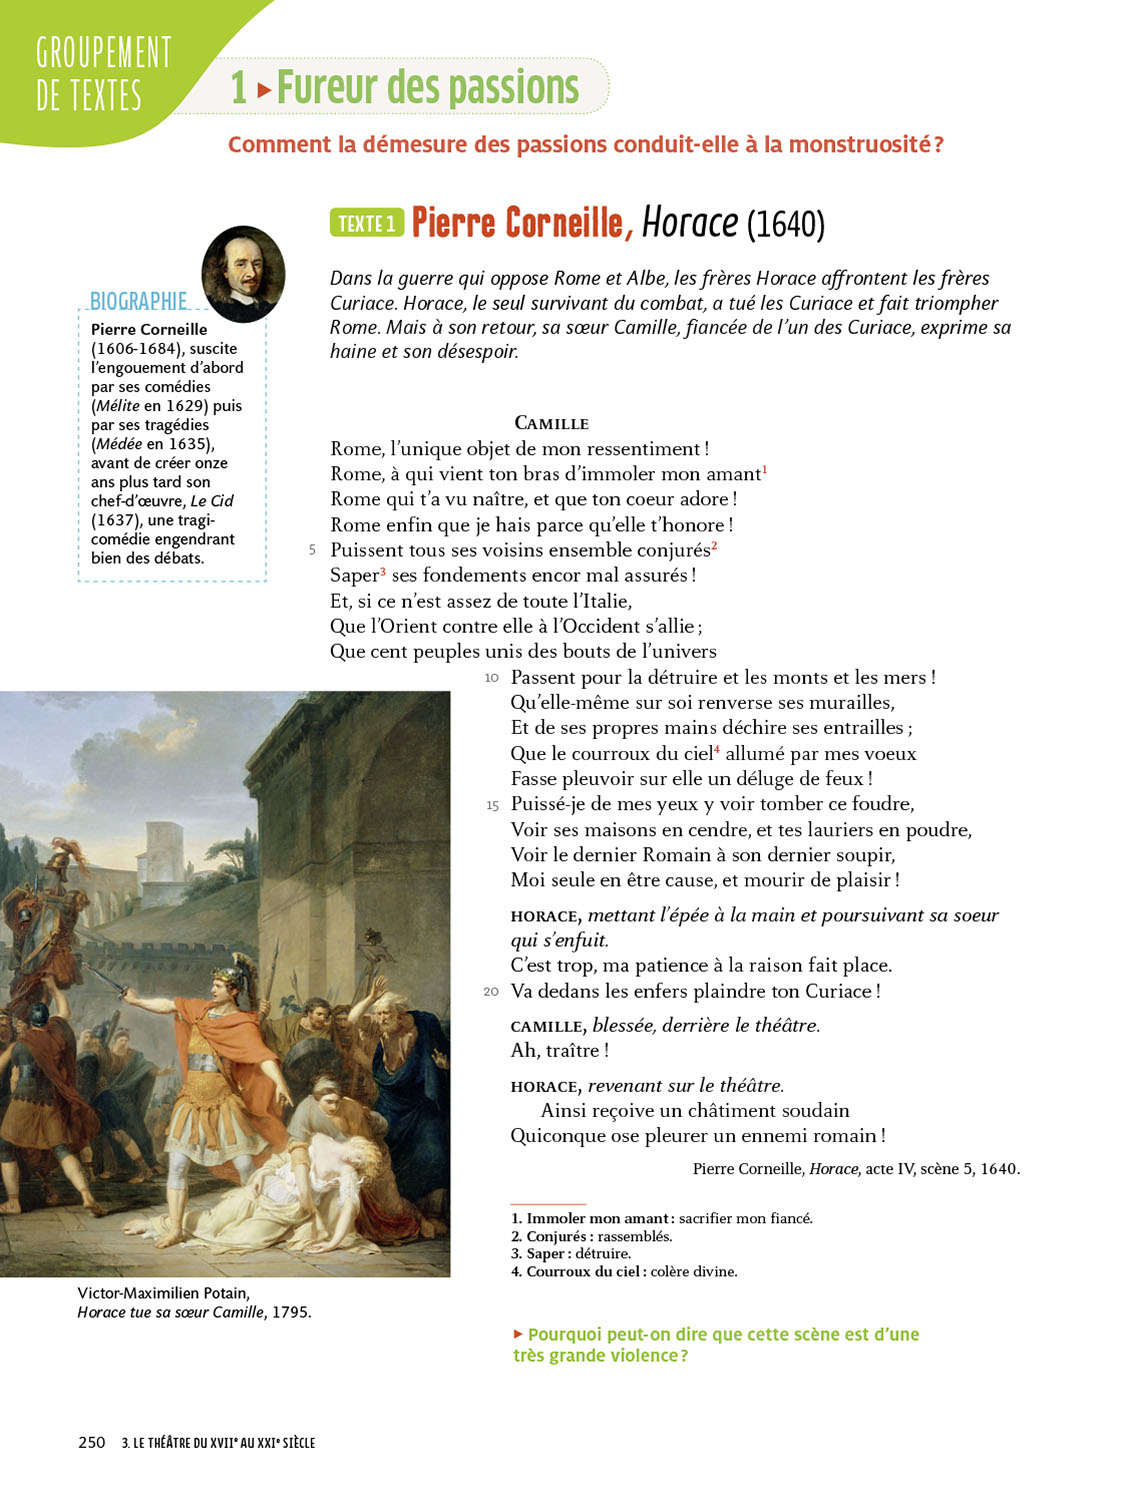 GROUPEMENT
DE TEXTES
1 ▸ Fureur des passions
Comment la démesure des passions conduit-elle à la monstruosité ?
TEXTE 1 Pierre Corneille, Horace (1640)
Dans la guerre qui oppose Rome et Albe, les frères Horace affrontent les frères
Curiace. Horace, le seul survivant du combat, a tué les Curiace et fait triompher
Rome. Mais à son retour, sa sœur Camille, fiancée de l'un des Curiace, exprime sa
haine et son désespoir.
BIOGRAPHIE
Pierre Corneille
(1606-1684), suscite
l'engouement d'abord
par ses comédies
(Mélite en 1629) puis
par ses tragédies
(Médée en 1635),
avant de créer onze
ans plus tard son
chef-d'œuvre, Le Cid
(1637), une tragi-
comédie engendrant
bien des débats.
CAMILLE
Rome, l'unique objet de mon ressentiment !
Rome, à qui vient ton bras d'immoler mon amant1
Rome qui t'a vu naître, et que ton coeur adore !
Rome enfin que je hais parce qu'elle t'honore !
5 Puissent tous ses voisins ensemble conjurés2
Saper3 ses fondements encor mal assurés !
Et, si ce n'est assez de toute l'Italie,
Que l'Orient contre elle à l'Occident s'allie ;
Que cent peuples unis des bouts de l'univers
10 Passent pour la détruire et les monts et les mers !
Qu'elle-même sur soi renverse ses murailles,
Et de ses propres mains déchire ses entrailles ;
Que le courroux du ciel4 allumé par mes voeux
Fasse pleuvoir sur elle un déluge de feux !
15 Puissé-je de mes yeux y voir tomber ce foudre,
Voir ses maisons en cendre, et tes lauriers en poudre,
Voir le dernier Romain à son dernier soupir,
Moi seule en être cause, et mourir de plaisir !
HORACE, mettant l'épée à la main et poursuivant sa soeur
qui s'enfuit.
C'est trop, ma patience à la raison fait place.
20 Va dedans les enfers plaindre ton Curiace !
CAMILLE, blessée, derrière le théâtre.
Ah, traître !
HORACE, revenant sur le théâtre.
Ainsi reçoive un châtiment soudain
Quiconque ose pleurer un ennemi romain !
Pierre Corneille, Horace, acte IV, scène 5, 1640.
1. Immoler mon amant : sacrifier mon fiancé.
2. Conjurés : rassemblés.
3. Saper : détruire.
4. Courroux du ciel : colère divine.
Victor-Maximilien Potain,
Horace tue sa sœur Camille, 1795.
▸ Pourquoi peut-on dire que cette scène est d'une
très grande violence ?
250 3. LE THÉÂTRE DU XVIIe AU XXIe SIÈCLE